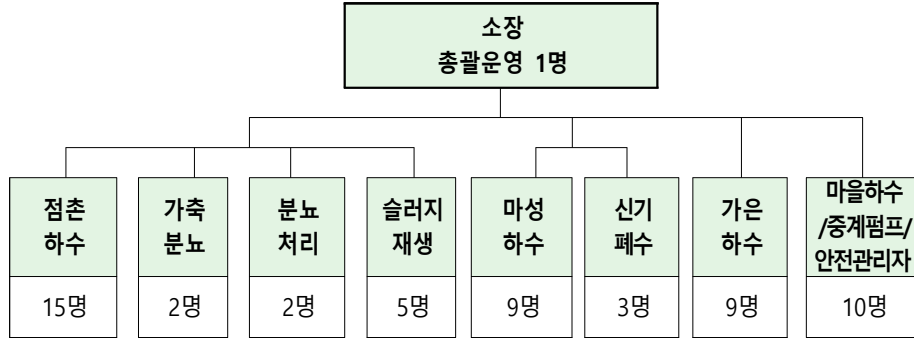 소장
총괄운영 1명
점촌
하수
가축
분뇨
분뇨
처리
슬러지
재생
마성
하수
신기
폐수
가은
하수
마을하수
/중계펌프/
안전관리자
15명
2명
2명
5명
9명
3명
9명
10명